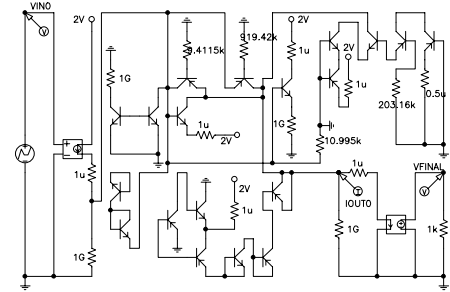 VIN0
V
2V
2V
919.42k
8.4115k
1u
2V
1G
1u
0.5u
203.16k
1u
2V
1G
10.995k
1u
1u
VFINAL
2V
V
I
IOUT0
1u
1G
1G
1k